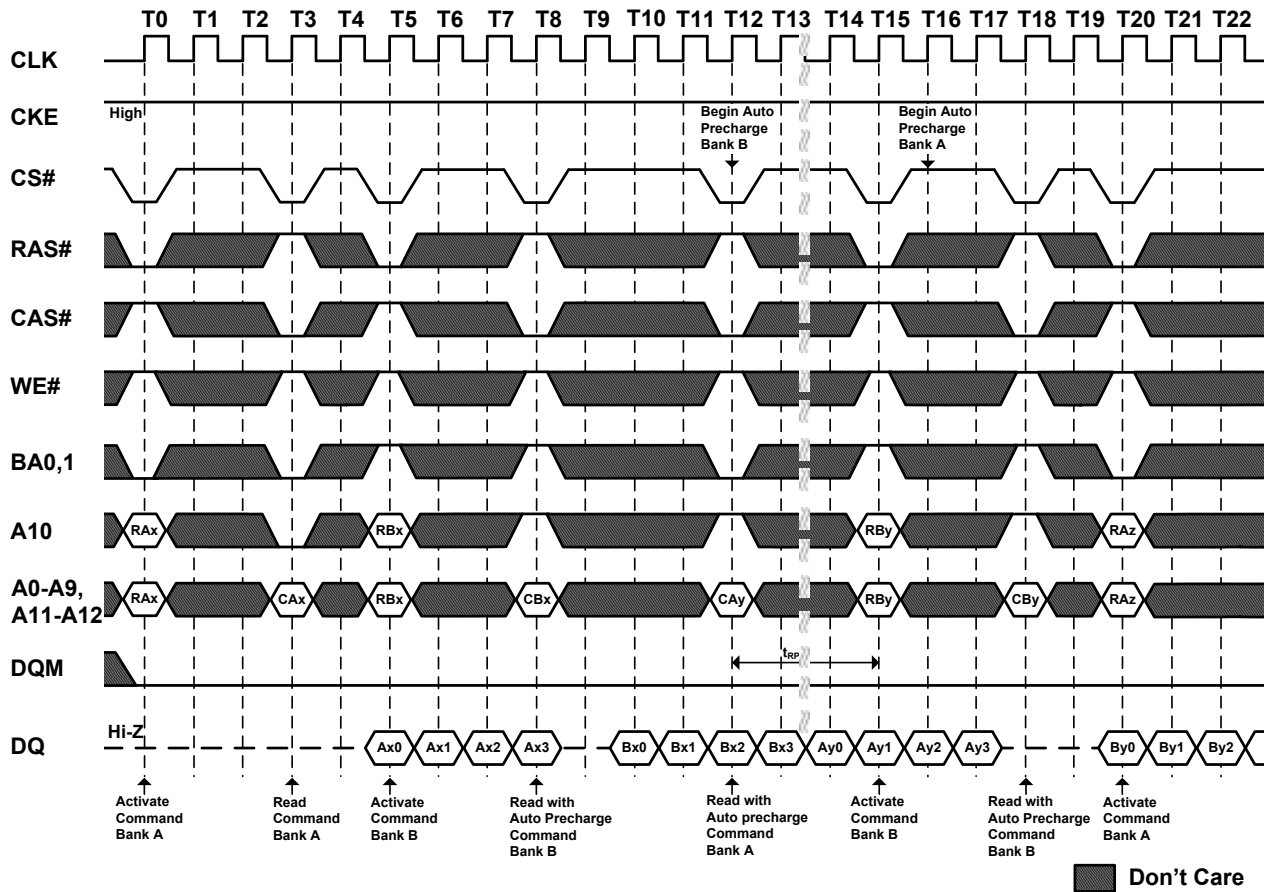 T0 T1 T2 T3 T4 T5 T6 T7 T8 T9 T10 T11 T12 T13 T14 T15 T16 T17 T18 T19 T20 T21 T22
CLK
CKE
High
Begin Auto
Precharge
Bank B
Begin Auto
Precharge
Bank A
CS#
RAS#
CAS#
WE#
BA0,1
A10
RAx RBx RBy RAz
A0-A9,
A11-A12
RAx CAx RBx CBx CAy RBy CBy RAz
DQM
tRP
DQ
Hi-Z
Ax0 Ax1 Ax2 Ax3 Bx0 Bx1 Bx2 Bx3 Ay0 Ay1 Ay2 Ay3 By0 By1 By2
Activate
Command
Bank A
Read
Command
Bank A
Activate
Command
Bank B
Read with
Auto Precharge
Command
Bank B
Read with
Auto precharge
Command
Bank A
Activate
Command
Bank B
Read with
Auto Precharge
Command
Bank B
Activate
Command
Bank A
Don't Care